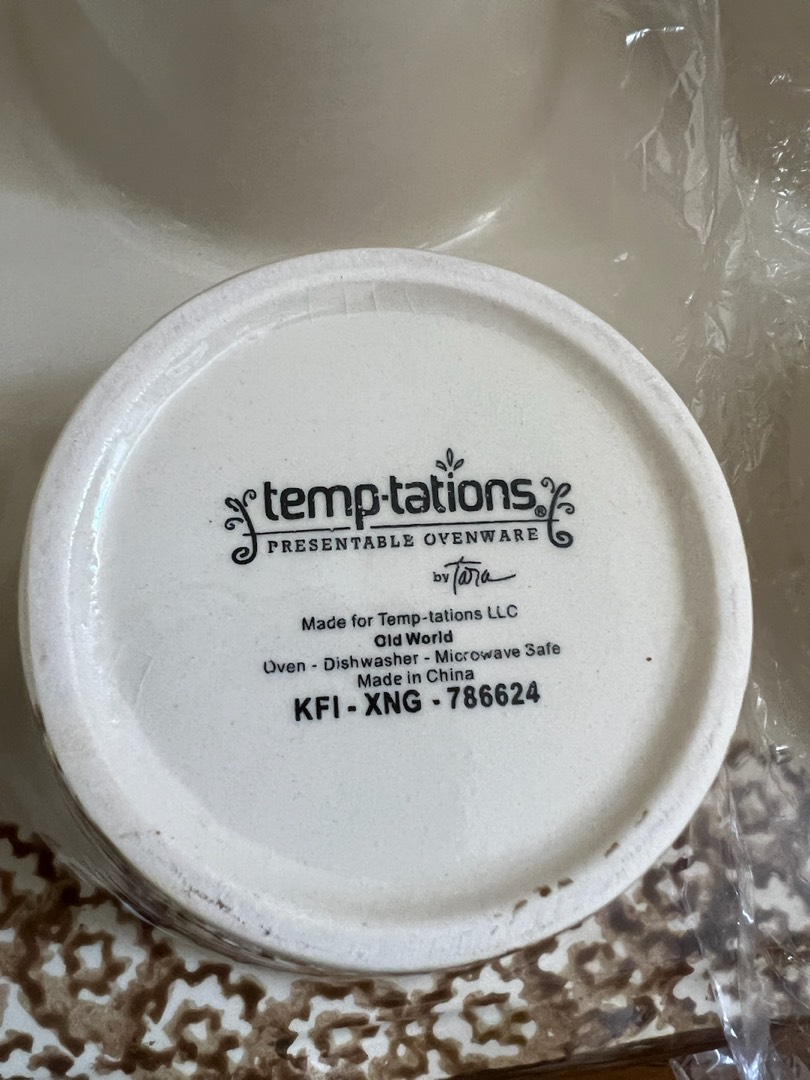 temp-tations®
PRESENTABLE OVENWARE
by Tara
Made for Temp-tations LLC
Old World
Oven - Dishwasher - Microwave Safe
Made in China
KFI - XNG - 786624